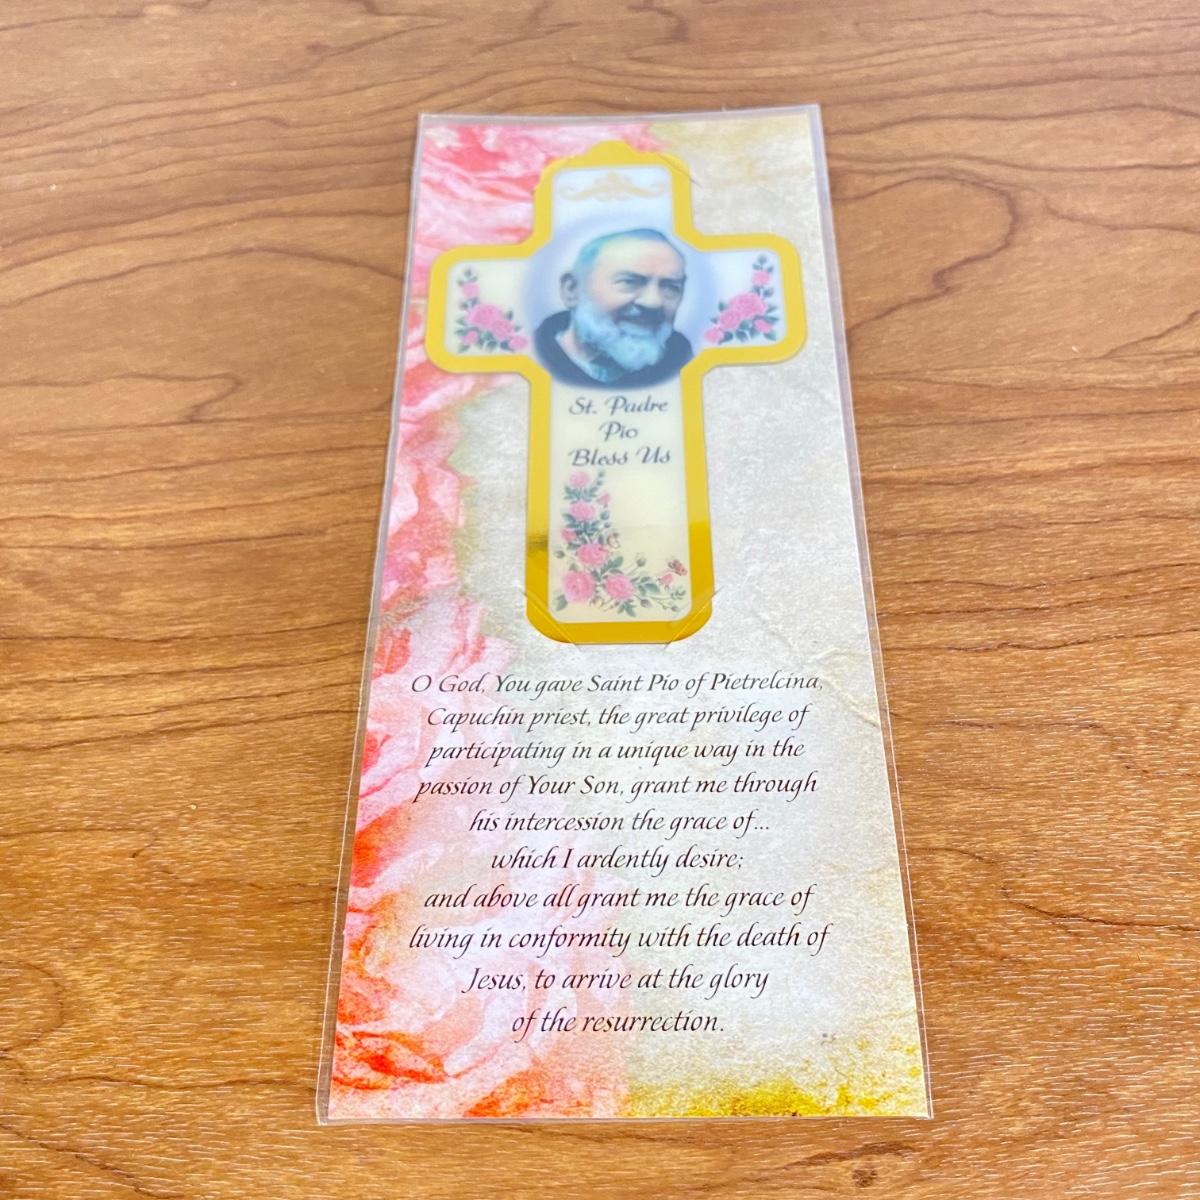 St. Padre
Pio
Bless Us
O God, You gave Saint Pio of Pietrelcina,
Capuchin priest, the great privilege of
participating in a unique way in the
passion of Your Son, grant me through
his intercession the grace of...
which I ardently desire;
and above all grant me the grace of
living in conformity with the death of
Jesus, to arrive at the glory
of the resurrection.